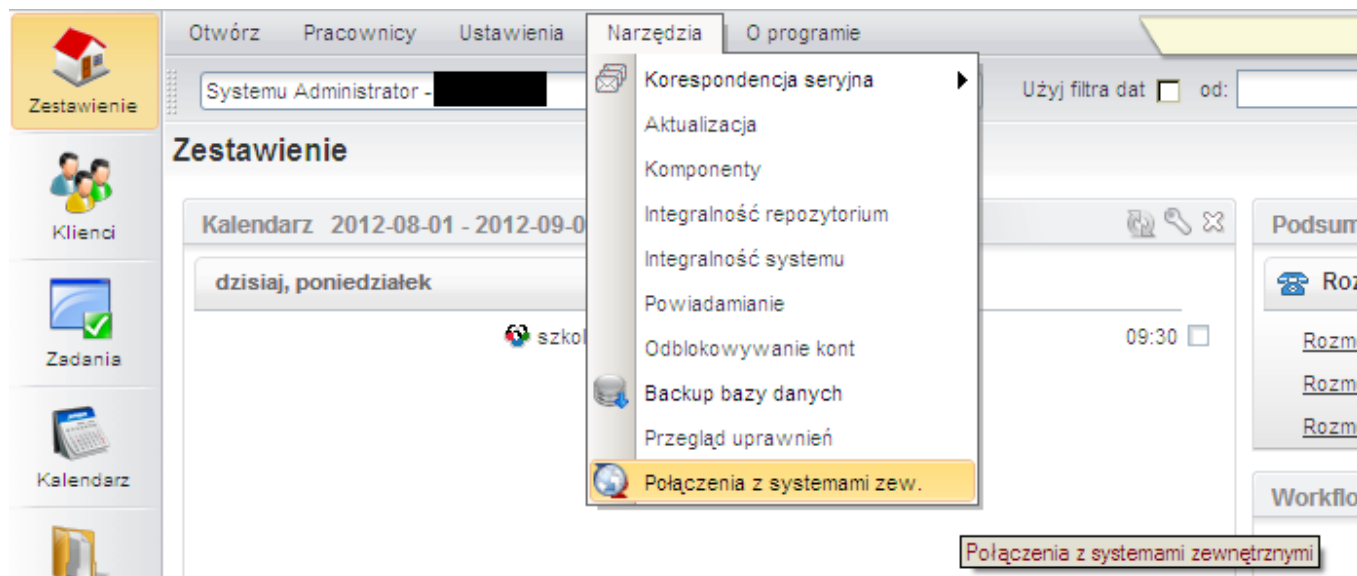 Otwórz Pracownicy Ustawienia Narzędzia O programie
Zestawienie
Systemu Administrator -
Użyj filtra dat od:
Korespondencja seryjna
Aktualizacja
Komponenty
Integralność repozytorium
Integralność systemu
Powiadamianie
Odblokowywanie kont
Backup bazy danych
Przegląd uprawnień
Połączenia z systemami zew.
Połączenia z systemami zewnętrznymi
Zestawienie
Klienci
Zadania
Kalendarz
Kalendarz 2012-08-01 - 2012-09-0
dzisiaj, poniedziałek
szkol
09:30
Podsum
Roz
Rozm
Rozm
Rozm
Workflo